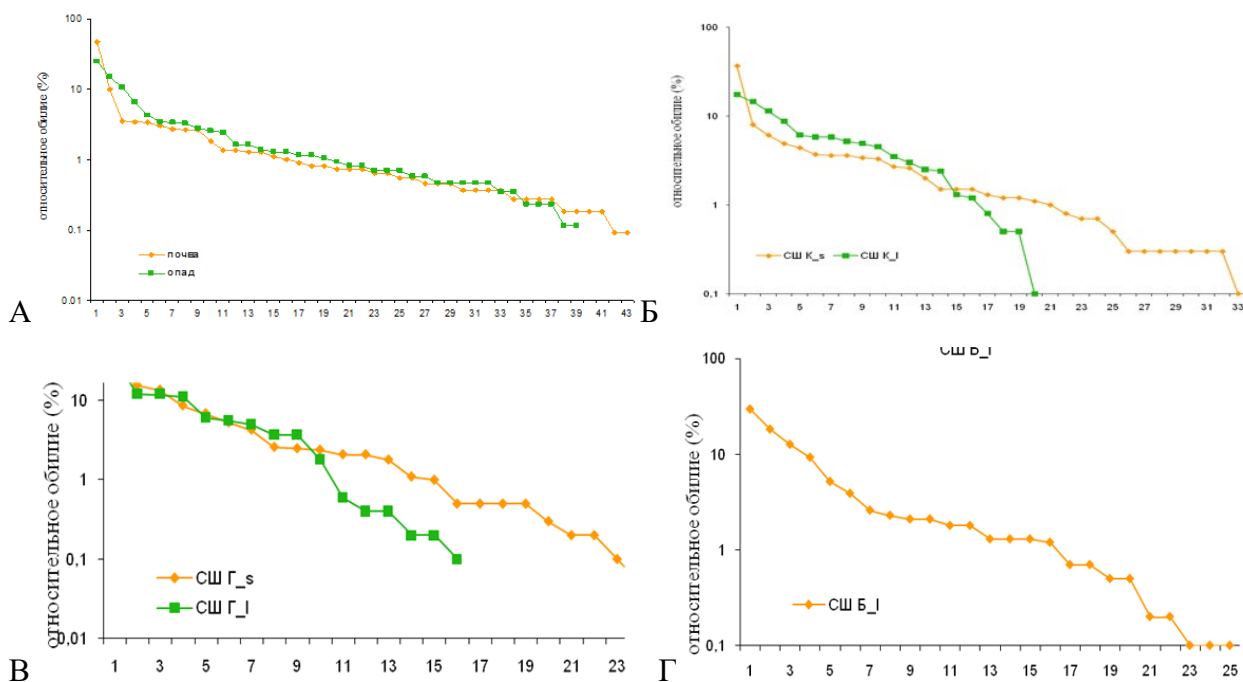 100
10
1
0.1
0.01
относительное обилие (%)
почва
опад
1 3 5 7 9 11 13 15 17 19 21 23 25 27 29 31 33 35 37 39 41 43
А
100
10
1
0.1
относительное обилие (%)
СШ К_s СШ К_l
1 3 5 7 9 11 13 15 17 19 21 23 25 27 29 31 33
Б
10
1
0.1
0,01
относительное обилие (%)
СШ Г_s
СШ Г_l
1 3 5 7 9 11 13 15 17 19 21 23
В
СШ Б_l
100
10
1
0,1
относительное обилие (%)
СШ Б_l
1 3 5 7 9 11 13 15 17 19 21 23 25
Г